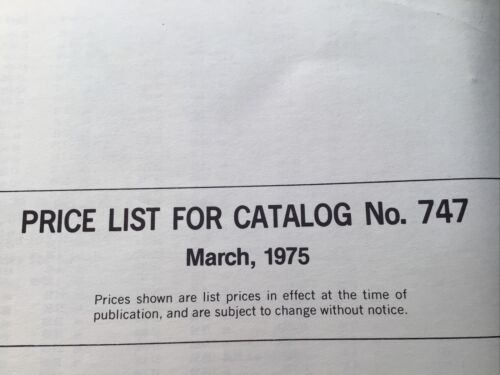 PRICE LIST FOR CATALOG No. 747
March, 1975
Prices shown are list prices in effect at the time of
publication, and are subject to change without notice.